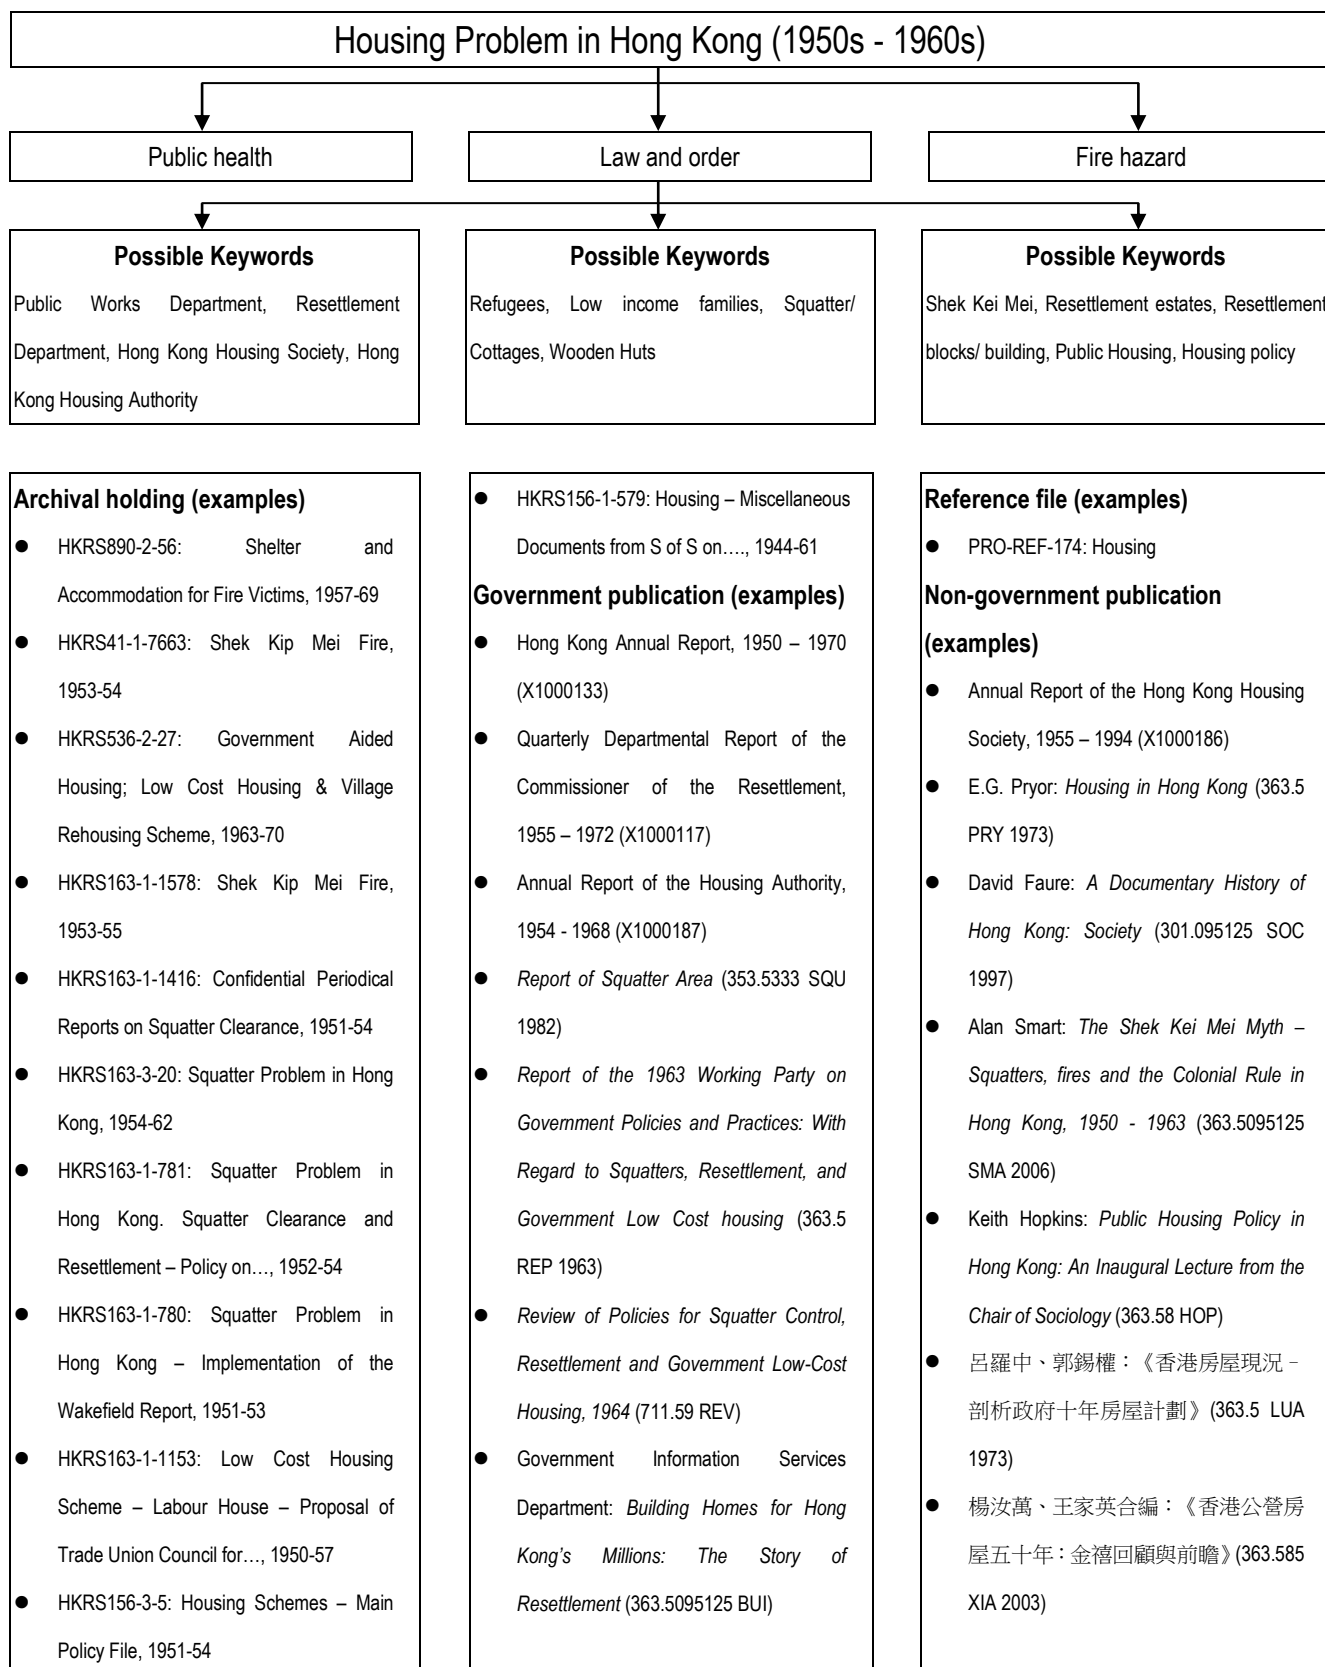 Housing Problem in Hong Kong (1950s - 1960s)
Public health
Law and order
Fire hazard
Possible Keywords
Public Works Department, Resettlement
Department, Hong Kong Housing Society, Hong
Kong Housing Authority
Possible Keywords
Refugees, Low income families, Squatter/
Cottages, Wooden Huts
Possible Keywords
Shek Kei Mei, Resettlement estates, Resettlement
blocks/ building, Public Housing, Housing policy
Archival holding (examples)
● HKRS890-2-56: Shelter and
Accommodation for Fire Victims, 1957-69
● HKRS41-1-7663: Shek Kip Mei Fire,
1953-54
● HKRS536-2-27: Government Aided
Housing; Low Cost Housing & Village
Rehousing Scheme, 1963-70
● HKRS163-1-1578: Shek Kip Mei Fire,
1953-55
● HKRS163-1-1416: Confidential Periodical
Reports on Squatter Clearance, 1951-54
● HKRS163-3-20: Squatter Problem in Hong
Kong, 1954-62
● HKRS163-1-781: Squatter Problem in
Hong Kong. Squatter Clearance and
Resettlement – Policy on…, 1952-54
● HKRS163-1-780: Squatter Problem in
Hong Kong – Implementation of the
Wakefield Report, 1951-53
● HKRS163-1-1153: Low Cost Housing
Scheme – Labour House – Proposal of
Trade Union Council for…, 1950-57
● HKRS156-3-5: Housing Schemes – Main
Policy File, 1951-54
● HKRS156-1-579: Housing – Miscellaneous
Documents from S of S on…., 1944-61
Government publication (examples)
● Hong Kong Annual Report, 1950 – 1970
(X1000133)
● Quarterly Departmental Report of the
Commissioner of the Resettlement,
1955 – 1972 (X1000117)
● Annual Report of the Housing Authority,
1954 - 1968 (X1000187)
● Report of Squatter Area (353.5333 SQU
1982)
● Report of the 1963 Working Party on
Government Policies and Practices: With
Regard to Squatters, Resettlement, and
Government Low Cost housing (363.5
REP 1963)
● Review of Policies for Squatter Control,
Resettlement and Government Low-Cost
Housing, 1964 (711.59 REV)
● Government Information Services
Department: Building Homes for Hong
Kong's Millions: The Story of
Resettlement (363.5095125 BUI)
Reference file (examples)
● PRO-REF-174: Housing
Non-government publication
(examples)
● Annual Report of the Hong Kong Housing
Society, 1955 – 1994 (X1000186)
● E.G. Pryor: Housing in Hong Kong (363.5
PRY 1973)
● David Faure: A Documentary History of
Hong Kong: Society (301.095125 SOC
1997)
● Alan Smart: The Shek Kei Mei Myth –
Squatters, fires and the Colonial Rule in
Hong Kong, 1950 - 1963 (363.5095125
SMA 2006)
● Keith Hopkins: Public Housing Policy in
Hong Kong: An Inaugural Lecture from the
Chair of Sociology (363.58 HOP)
● 呂羅中、郭錫權：《香港房屋現況－
剖析政府十年房屋計劃》(363.5 LUA
1973)
● 楊汝萬、王家英合編：《香港公營房
屋五十年：金禧回顧與前瞻》(363.585
XIA 2003)